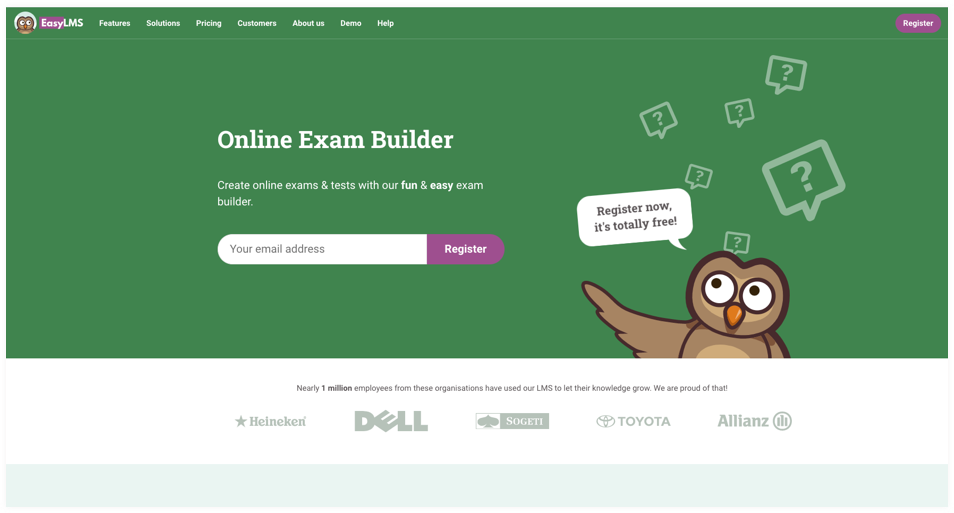 EasyLMS
Features
Solutions
Pricing
Customers
About us
Demo
Help
Register
Online Exam Builder
Create online exams & tests with our fun & easy exam
builder.
Your email address
Register
?
?
?
?
?
?
Register now,
it's totally free!
Nearly 1 million employees from these organisations have used our LMS to let their knowledge grow. We are proud of that!
Heineken
DELL
SOGETI
TOYOTA
Allianz